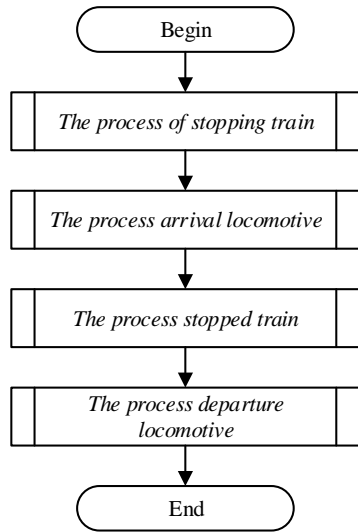 Begin
The process of stopping train
The process arrival locomotive
The process stopped train
The process departure
locomotive
End